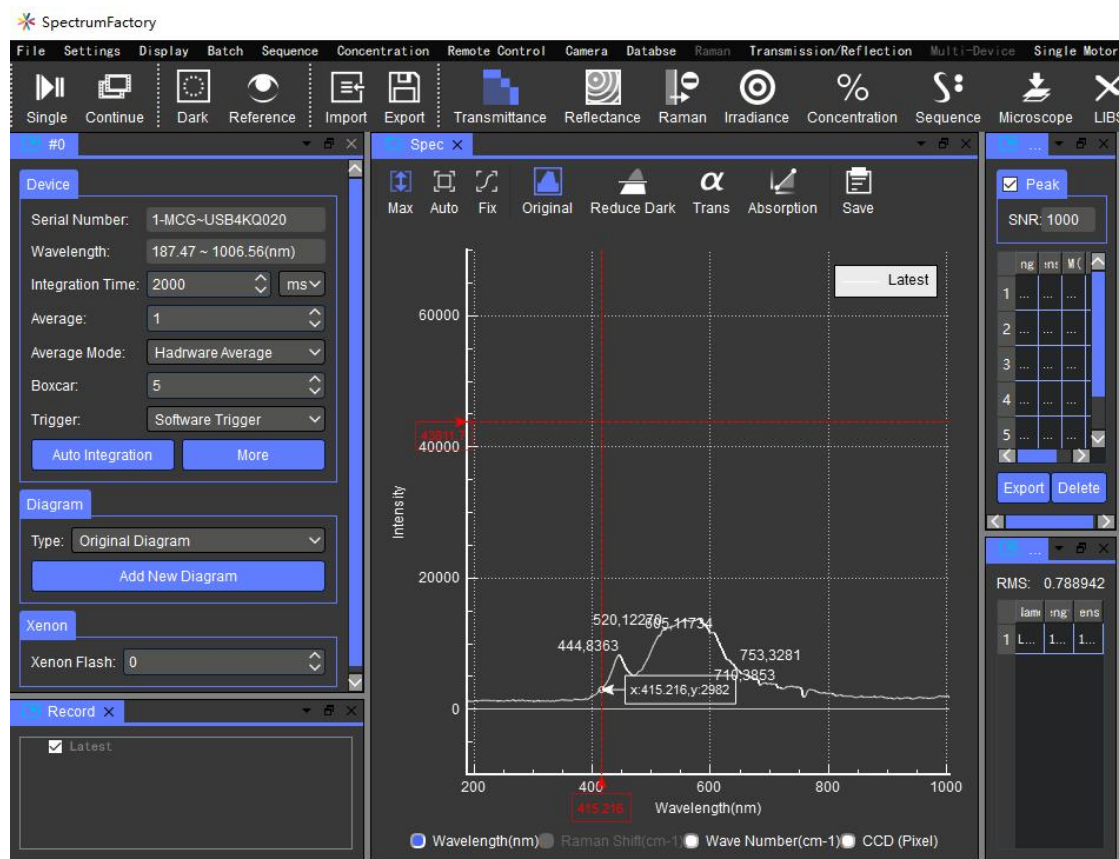 SpectrumFactory
File Settings Display Batch Sequence Concentration Remote Control Camera Databse Raman Transmission/Reflection Multi-Device Single Motor
Single Continue Dark Reference Import Export Transmittance Reflectance Raman Irradiance Concentration Sequence Microscope LIBS
#0
Device
Serial Number: 1-MCG~USB4KQ020
Wavelength: 187.47 ~ 1006.56(nm)
Integration Time: 2000 ms
Average: 1
Average Mode: Hadrware Average
Boxcar: 5
Trigger: Software Trigger
Auto Integration More
Diagram
Type: Original Diagram
Add New Diagram
Xenon
Xenon Flash: 0
Record
Latest
Spec
Max Auto Fix Original Reduce Dark Trans Absorption Save
Latest
60000
40000
20000
0
Intensity
520,12270
605,11734
444,8363
753,3281
710,3853
x:415.216,y:2982
200 400 600 800 1000
415.216
Wavelength(nm)
Wavelength(nm) Raman Shift(cm-1) Wave Number(cm-1) CCD (Pixel)
...
Peak
SNR: 1000
ng M(
1 ... ... ...
2 ... ... ...
3 ... ... ...
4 ... ... ...
5 ... ... ...
Export Delete
...
RMS: 0.788942
ens
1 L... 1... 1...